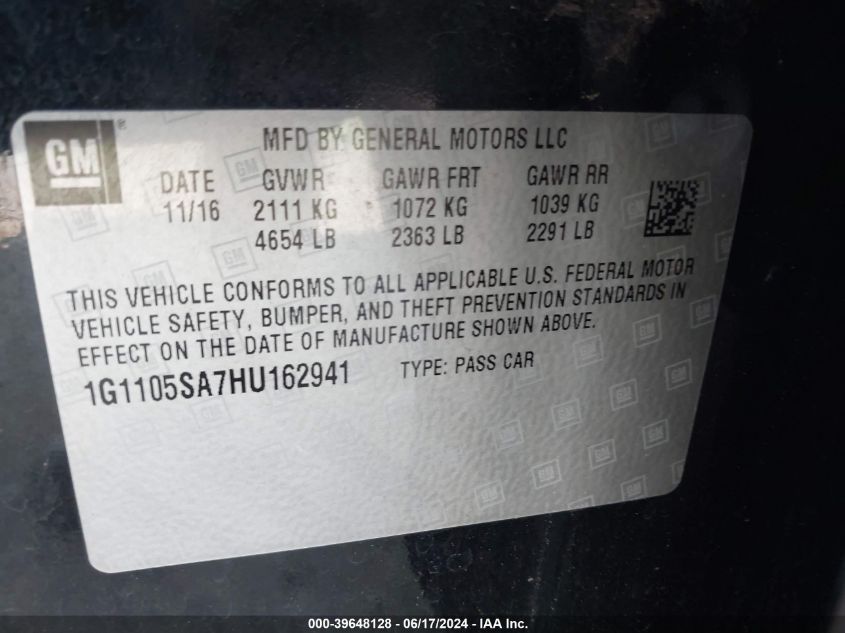 GM ® MFD BY GENERAL MOTORS LLC
DATE GVWR GAWR FRT GAWR RR
11/16 2111 KG 1072 KG 1039 KG
4654 LB 2363 LB 2291 LB
THIS VEHICLE CONFORMS TO ALL APPLICABLE U.S. FEDERAL MOTOR
VEHICLE SAFETY, BUMPER, AND THEFT PREVENTION STANDARDS IN
EFFECT ON THE DATE OF MANUFACTURE SHOWN ABOVE.
1G1105SA7HU162941 TYPE: PASS CAR
000-39648128 - 06/17/2024 - IAA Inc.